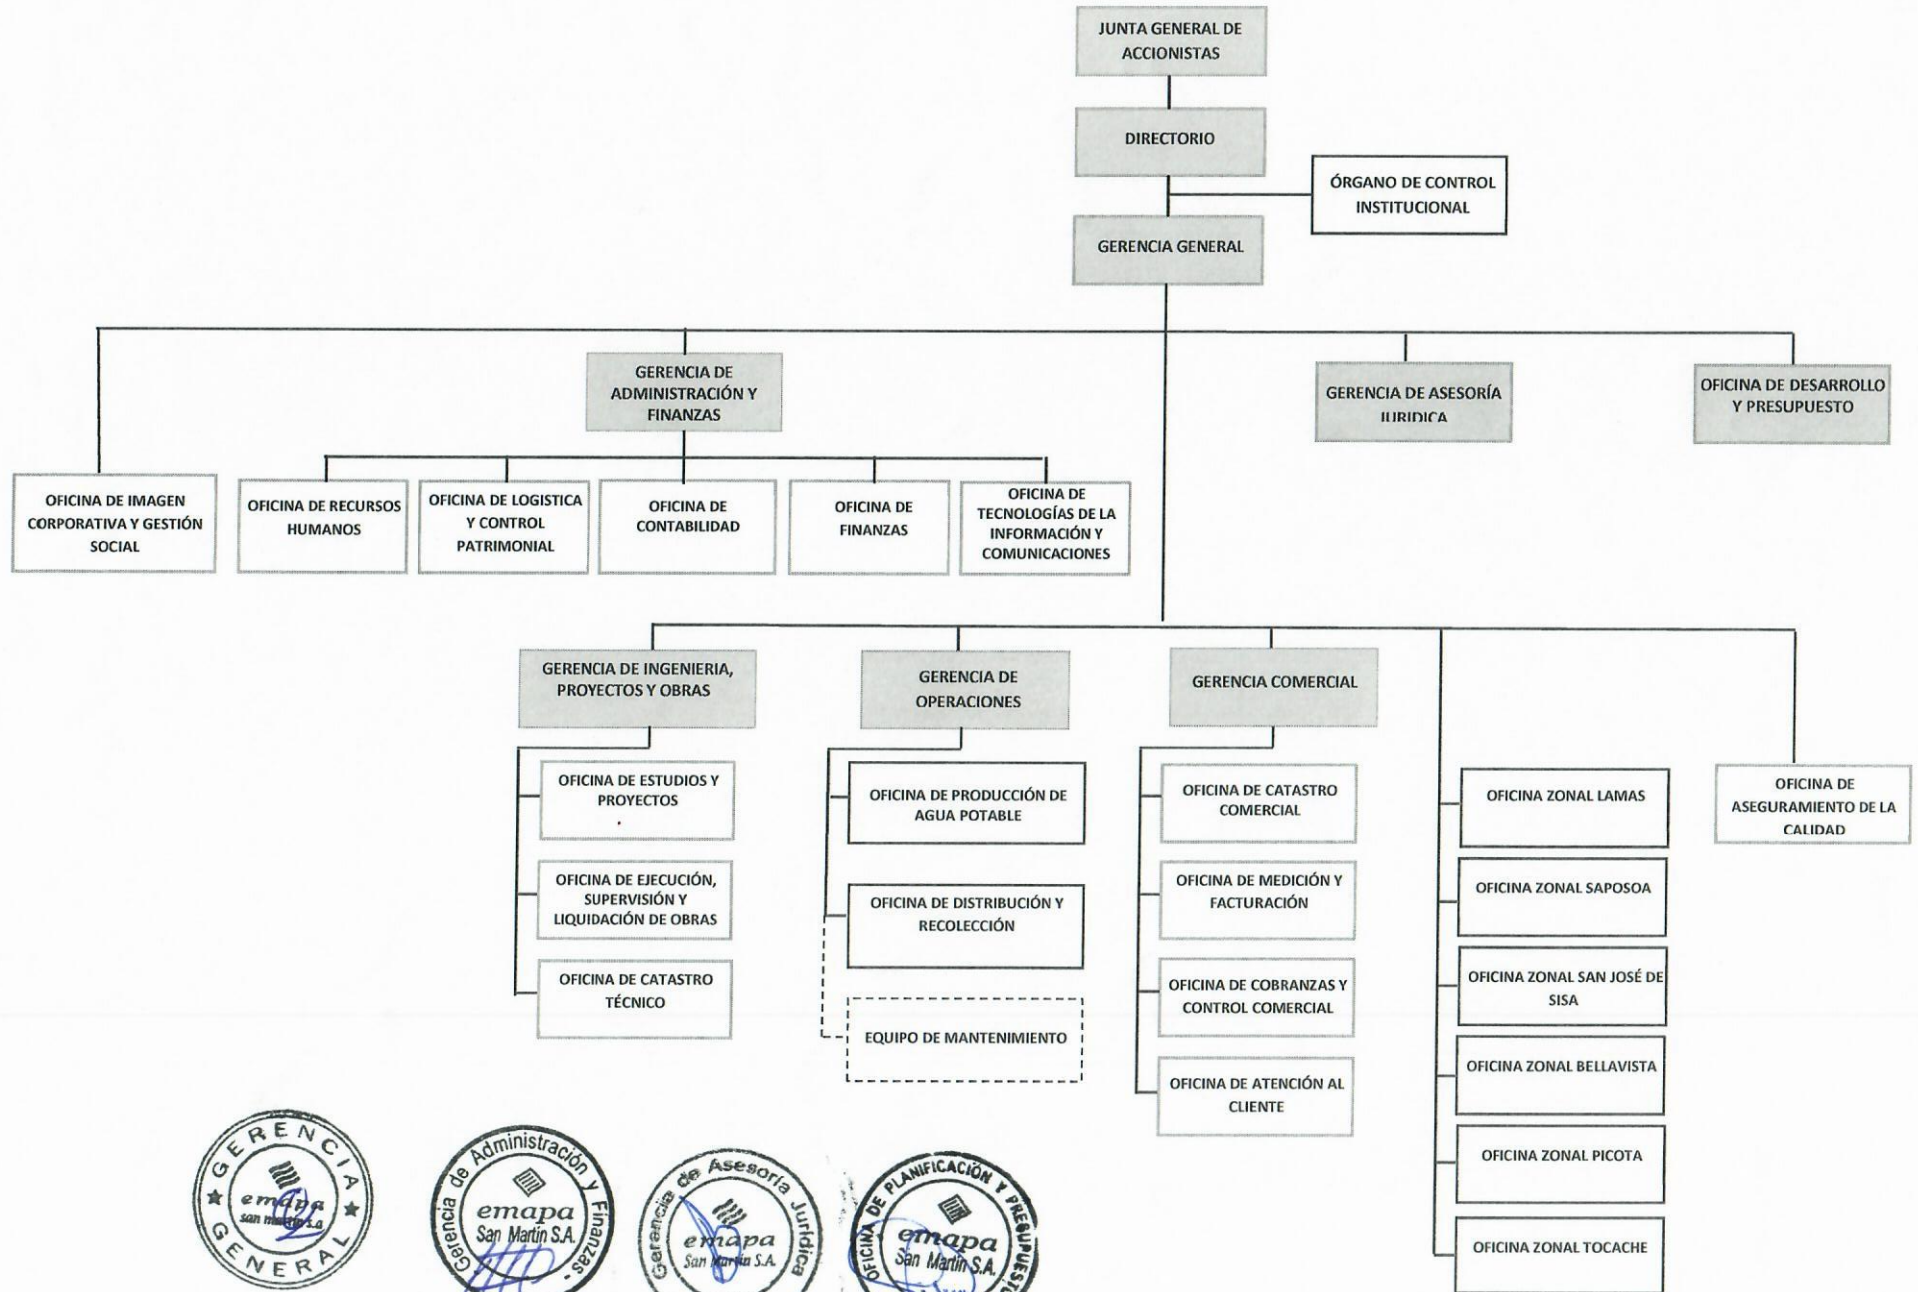 JUNTA GENERAL DE
ACCIONISTAS
DIRECTORIO
ÓRGANO DE CONTROL
INSTITUCIONAL
GERENCIA GENERAL
GERENCIA DE
ADMINISTRACIÓN Y
FINANZAS
GERENCIA DE ASESORÍA
JURIDICA
OFICINA DE DESARROLLO
Y PRESUPUESTO
OFICINA DE IMAGEN
CORPORATIVA Y GESTIÓN
SOCIAL
OFICINA DE RECURSOS
HUMANOS
OFICINA DE LOGISTICA
Y CONTROL
PATRIMONIAL
OFICINA DE
CONTABILIDAD
OFICINA DE
FINANZAS
OFICINA DE
TECNOLOGÍAS DE LA
INFORMACIÓN Y
COMUNICACIONES
GERENCIA DE INGENIERIA,
PROYECTOS Y OBRAS
GERENCIA DE
OPERACIONES
GERENCIA COMERCIAL
OFICINA DE ESTUDIOS Y
PROYECTOS
OFICINA DE EJECUCIÓN,
SUPERVISIÓN Y
LIQUIDACIÓN DE OBRAS
OFICINA DE CATASTRO
TÉCNICO
OFICINA DE PRODUCCIÓN DE
AGUA POTABLE
OFICINA DE DISTRIBUCIÓN Y
RECOLECCIÓN
EQUIPO DE MANTENIMIENTO
OFICINA DE CATASTRO
COMERCIAL
OFICINA DE MEDICIÓN Y
FACTURACIÓN
OFICINA DE COBRANZAS Y
CONTROL COMERCIAL
OFICINA DE ATENCIÓN AL
CLIENTE
OFICINA ZONAL LAMAS
OFICINA ZONAL SAPOSOA
OFICINA ZONAL SAN JOSÉ DE
SISA
OFICINA ZONAL BELLAVISTA
OFICINA ZONAL PICOTA
OFICINA ZONAL TOCACHE
OFICINA DE
ASEGURAMIENTO DE LA
CALIDAD
GERENCIA
emapa
san martín s.a
GENERAL
Gerencia de Administración y Finanzas -
emapa
San Martín S.A.
Gerencia de Asesoría Jurídica
emapa
San Martín S.A.
OFICINA DE PLANIFICACIÓN Y PRESUPUESTO
emapa
San Martín S.A.